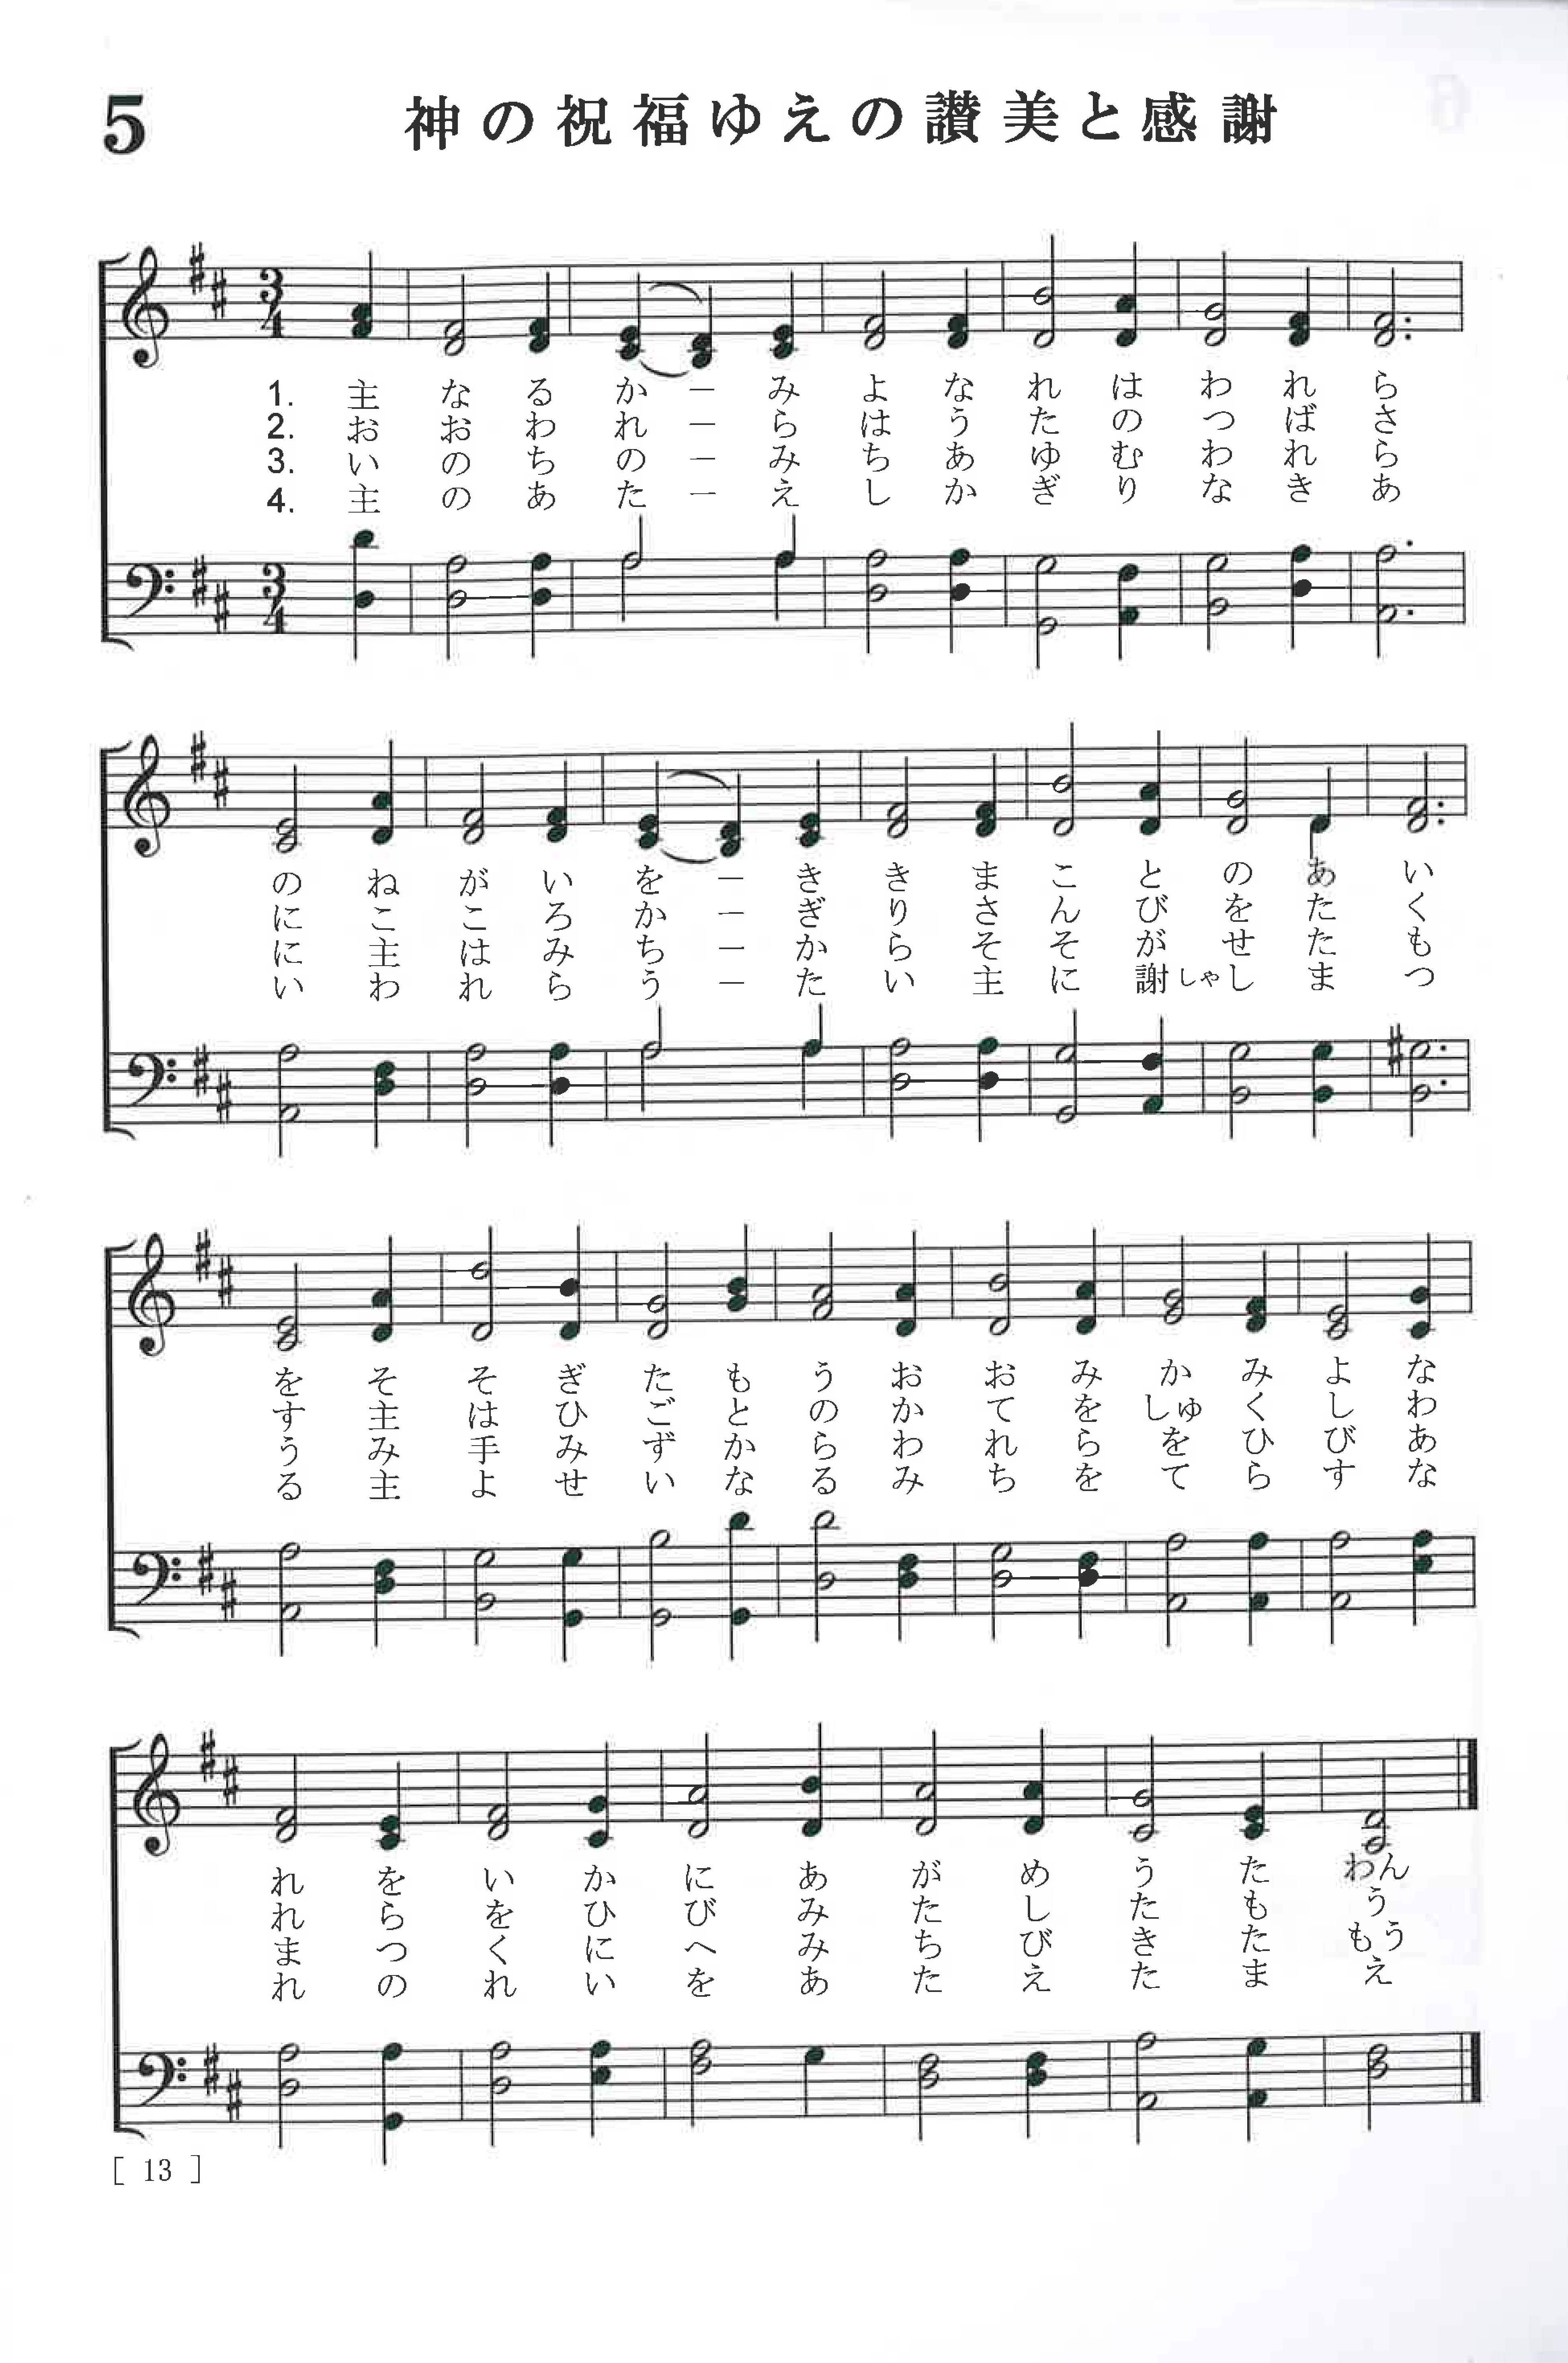 5
神の祝福ゆえの讃美と感謝
1. 主 な る か ー み よ な れ は わ れ ら
2. お お わ れ ー ら は う た の つ ば さ
3. い の ち の ー み ち あ ゆ む わ れ ら
4. 主 の あ た ー え し か ぎ り な き あ
の ね が い を ー き き ま こ と の あ い
に こ こ ろ か ー ぎ り さ ん び を た く
に 主 は み ち ー か ら そ そ が せ た も
い わ れ ら う ー た い 主 に 謝しゃ し ま つ
を そ そ ぎ た も う お お み か み よ な
す 主 は ひ ご と の か て を しゅ く し わ
う み 手 み ず か ら わ れ ら を ひ び あ
る 主 よ せ い な る み ち を て ら す な
れ を い か に あ が め う た わん
れ ら を ひ び み た し た も う
ま つ く に へ み ち び き た もう
れ の れ い を あ た え た ま え
[ 13 ]